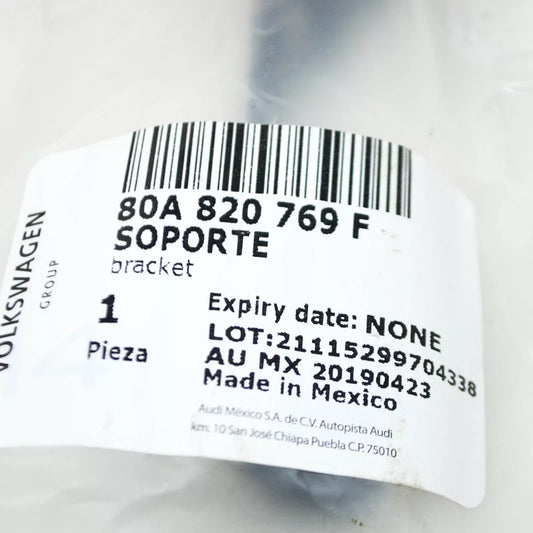 80A 820 769 F
SOPORTE
bracket
VOLKSWAGEN
GROUP
1
Pieza
Expiry date: NONE
LOT:21115299704338
AU MX 20190423
Made in Mexico
Audi México S.A. de C.V. Autopista Audi
km. 10 San José Chiapa Puebla C.P. 75010